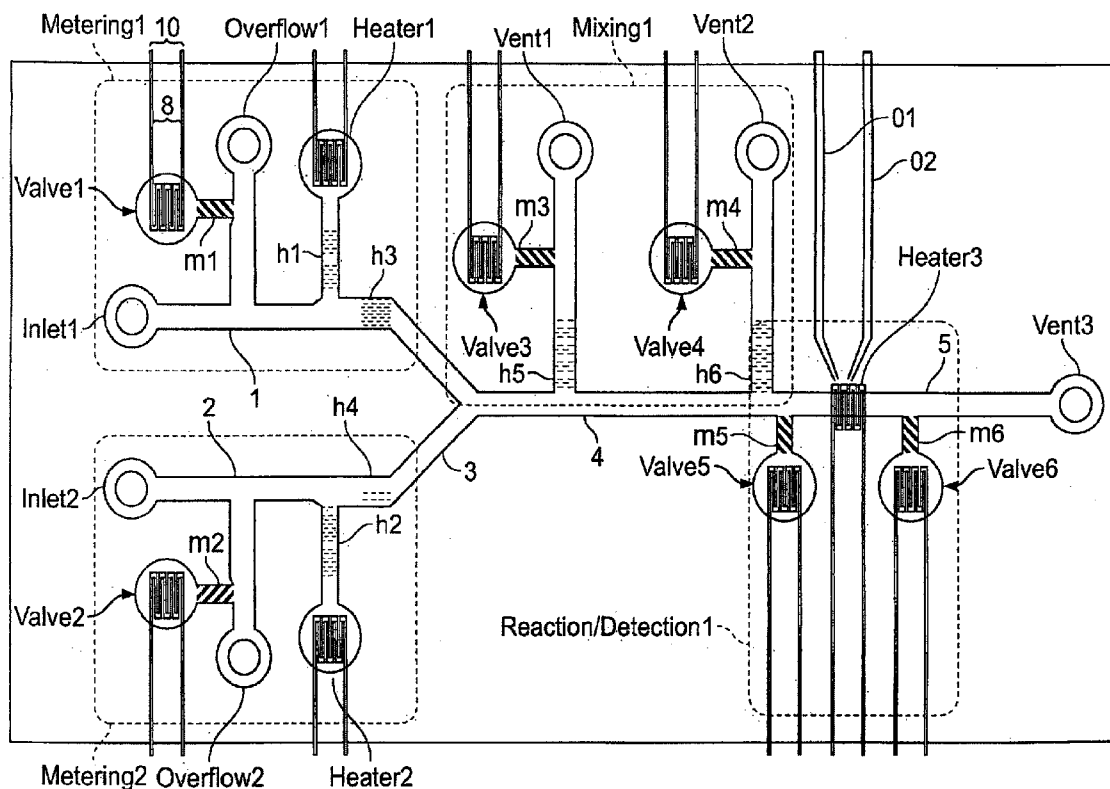 Metering1
10
Overflow1
Heater1
Vent1
Mixing1
Vent2
8
01
02
Valve1
m1
h1
h3
m3
m4
Heater3
Inlet1
Valve3
Valve4
Vent3
h5
h6
5
1
2
h4
4
m5
m6
3
Valve5
Valve6
Inlet2
h2
m2
Valve2
Reaction/Detection1
Metering2
Overflow2
Heater2